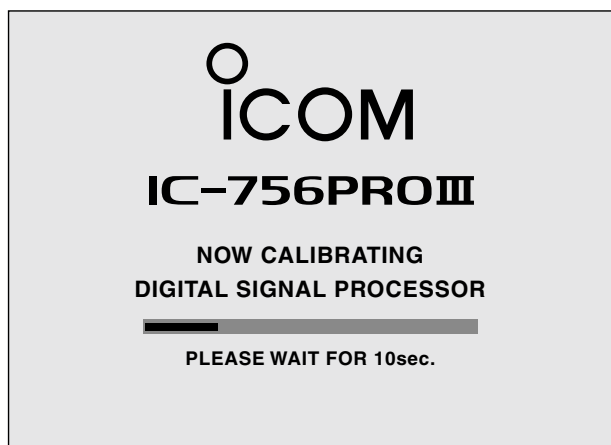 ICOM
IC-756PROIII
NOW CALIBRATING
DIGITAL SIGNAL PROCESSOR
PLEASE WAIT FOR 10sec.